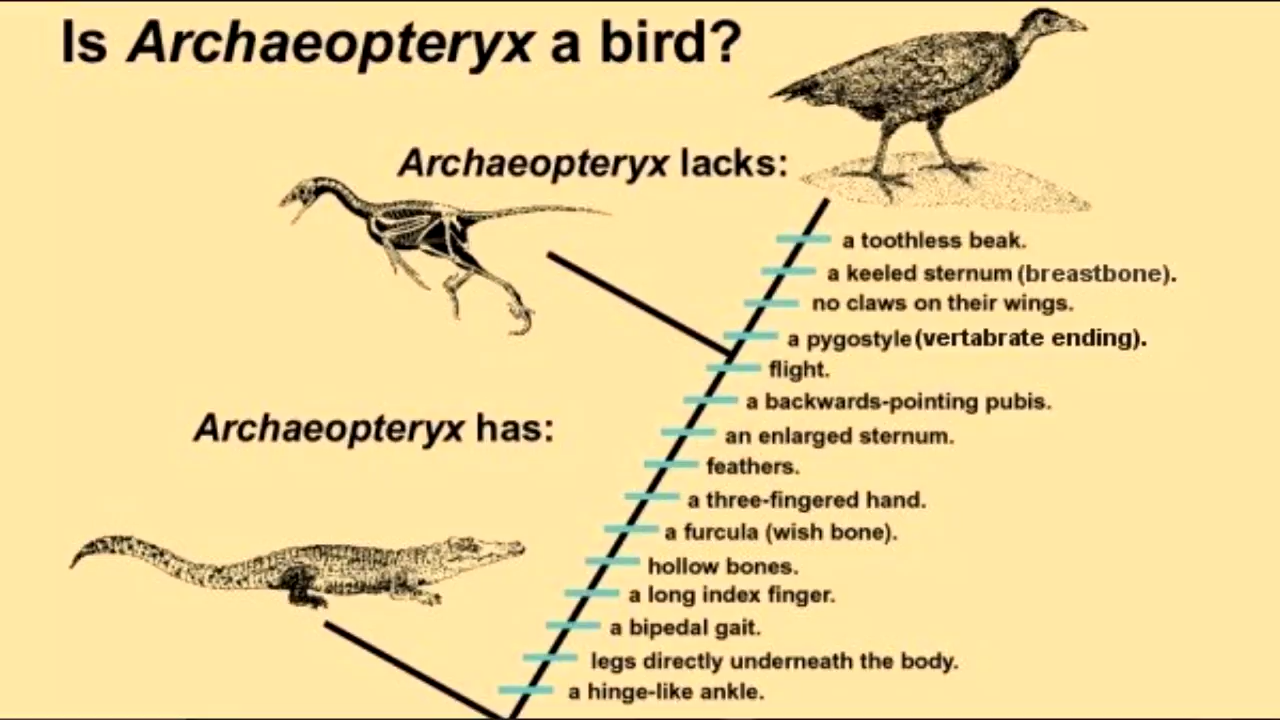 Is Archaeopteryx a bird?
Archaeopteryx lacks:
a toothless beak.
a keeled sternum (breastbone).
no claws on their wings.
a pygostyle (vertabrate ending).
flight.
a backwards-pointing pubis.
Archaeopteryx has:
an enlarged sternum.
feathers.
a three-fingered hand.
a furcula (wish bone).
hollow bones.
a long index finger.
a bipedal gait.
legs directly underneath the body.
a hinge-like ankle.